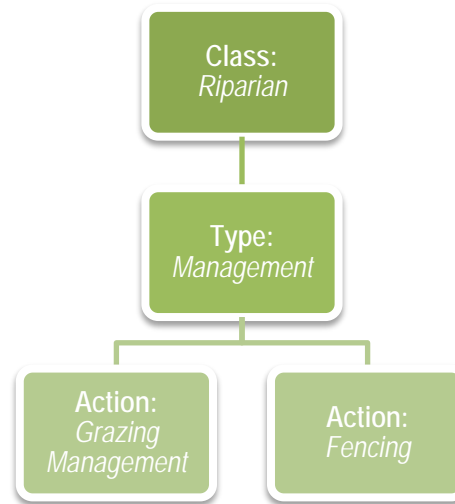 Class:
Riparian
Type:
Management
Action:
Grazing
Management
Action:
Fencing